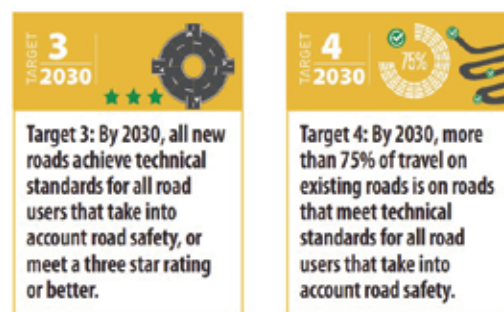 TARGET
3
2030
Target 3: By 2030, all new
roads achieve technical
standards for all road
users that take into
account road safety, or
meet a three star rating
or better.
TARGET
4
2030
75%
Target 4: By 2030, more
than 75% of travel on
existing roads is on roads
that meet technical
standards for all road
users that take into
account road safety.